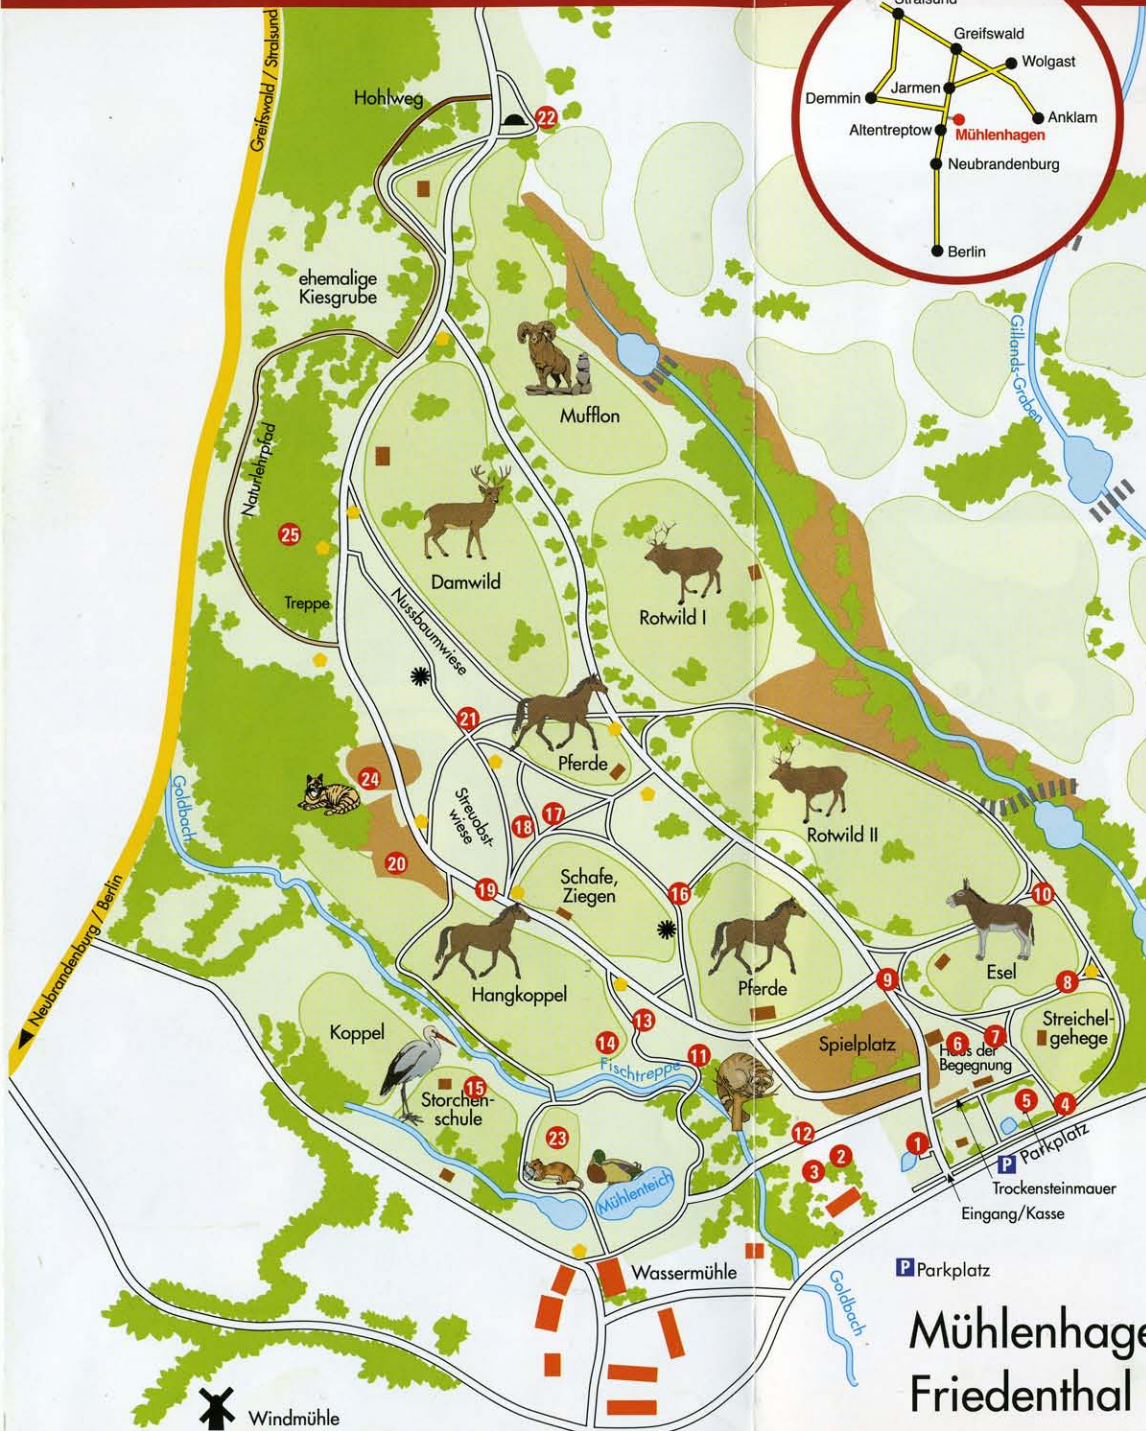 Greifswald / Stralsund
Stralsund
Greifswald
Wolgast
Jarmen
Demmin
Anklam
Altentreptow
Mühlenhagen
Neubrandenburg
Berlin
Hohlweg
22
ehemalige
Kiesgrube
Gillands-Graben
Mufflon
Naturlehrpfad
25
Damwild
Rotwild I
Treppe
Nussbaumwiese
21
Pferde
24
Goldbach
Streuobst-
wiese
18
17
Rotwild II
20
19
Schafe,
Ziegen
16
10
Neubrandenburg / Berlin
Hangkoppel
Pferde
9
Esel
8
Koppel
13
14
Spielplatz
6
7
Haus der
Begegnung
Streichel-
gehege
11
Fischtreppe
15
Storchen-
schule
5
4
23
12
2
3
1
P Parkplatz
Mühlenteich
Trockensteinmauer
Eingang/Kasse
Wassermühle
P Parkplatz
Goldbach
Mühlenhage
Friedenthal
Windmühle